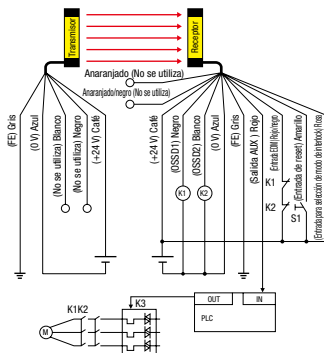 Transmisor
Receptor
Anaranjado (No se utiliza)
Anaranjado/negro (No se utiliza)
(FE) Gris
(0 V) Azul
(No se utiliza) Blanco
(No se utiliza) Negro
(+24 V) Café
(+24 V) Café
(OSSD1) Negro
(OSSD2) Blanco
(0 V) Azul
(FE) Gris
(Salida AUX ) Rojo
(Entrada EDM) Rojo/negro
(Entrada de reset) Amarillo
(Entrada para selección de modo de interlock) Rosa
K1
K2
K1
K2
S1
K1K2
K3
M
OUT
IN
PLC